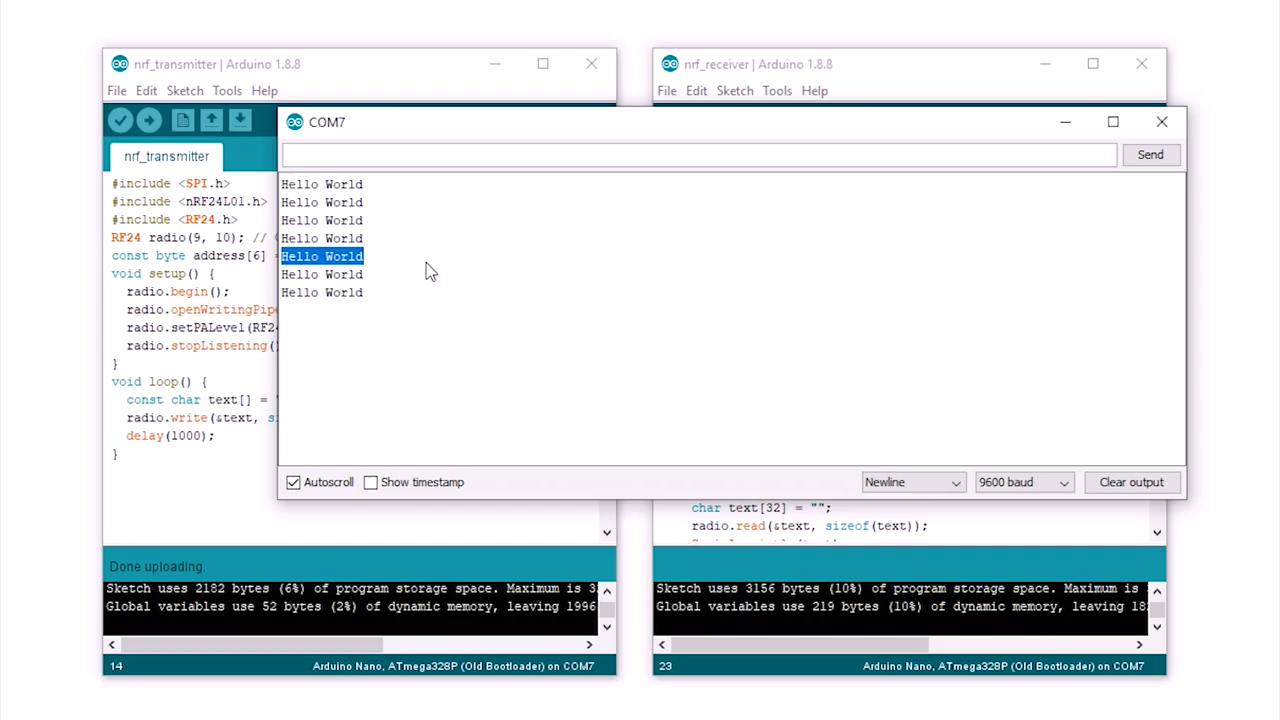 nrf_transmitter | Arduino 1.8.8
File Edit Sketch Tools Help
nrf_transmitter
#include <SPI.h>
#include <nRF24L01.h>
#include <RF24.h>
RF24 radio(9, 10); //
const byte address[6] =
void setup() {
radio.begin();
radio.openWritingPipe
radio.setPALevel(RF24
radio.stopListening()
}
void loop() {
const char text[] = "
radio.write(&text, si
delay(1000);
}
Done uploading.
Sketch uses 2182 bytes (6%) of program storage space. Maximum is 3
Global variables use 52 bytes (2%) of dynamic memory, leaving 1996
14 Arduino Nano, ATmega328P (Old Bootloader) on COM7
nrf_receiver | Arduino 1.8.8
File Edit Sketch Tools Help
COM7
Send
Hello World
Hello World
Hello World
Hello World
Hello World
Hello World
Hello World
Autoscroll Show timestamp Newline 9600 baud Clear output
char text[32] = "";
radio.read(&text, sizeof(text));
Sketch uses 3156 bytes (10%) of program storage space. Maximum is
Global variables use 219 bytes (10%) of dynamic memory, leaving 18
23 Arduino Nano, ATmega328P (Old Bootloader) on COM7